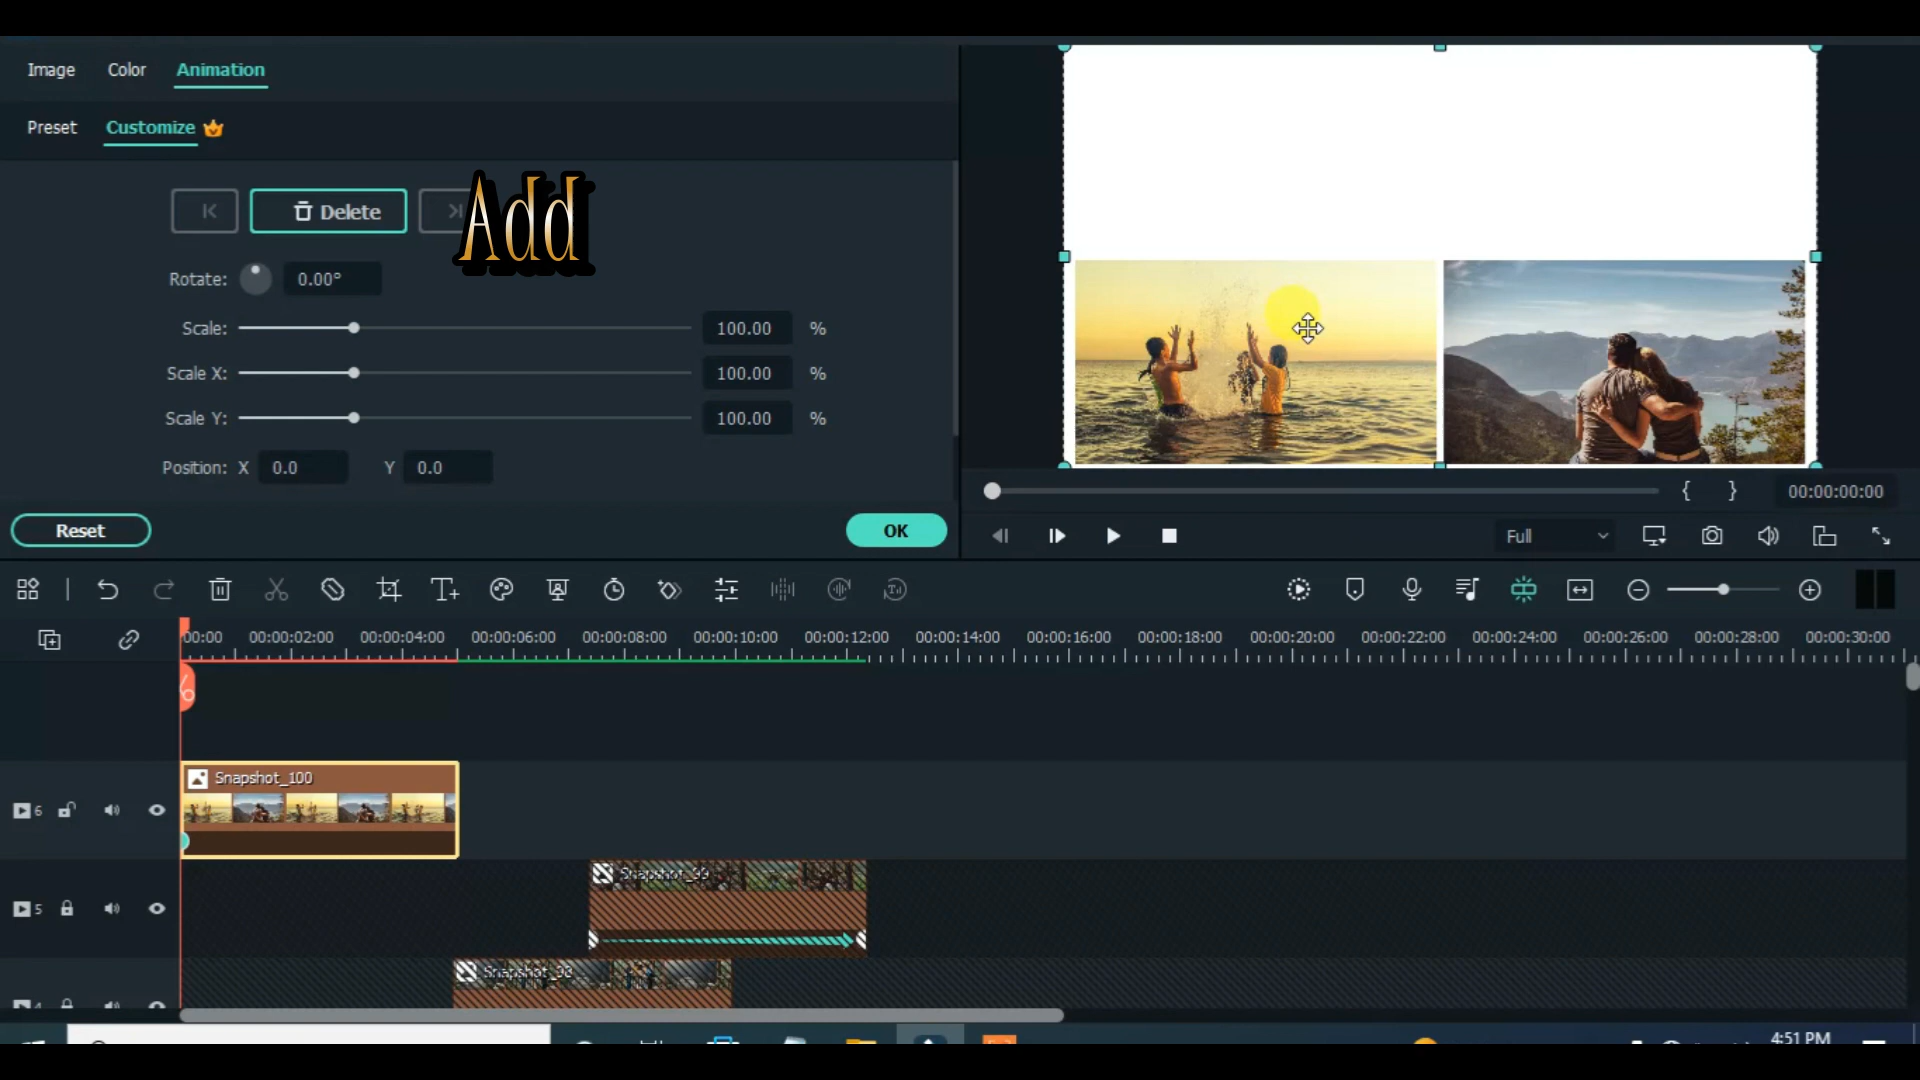 Image Color Animation
Preset Customize
Delete
Add
Rotate: 0.00°
Scale: 100.00 %
Scale X: 100.00 %
Scale Y: 100.00 %
Position: X 0.0 Y 0.0
Reset OK
{ } 00:00:00:00
Full
00:00 00:00:02:00 00:00:04:00 00:00:06:00 00:00:08:00 00:00:10:00 00:00:12:00 00:00:14:00 00:00:16:00 00:00:18:00 00:00:20:00 00:00:22:00 00:00:24:00 00:00:26:00 00:00:28:00 00:00:30:00
Snapshot_100
6
Snapshot_99
5
Snapshot_98
4
4:51 PM